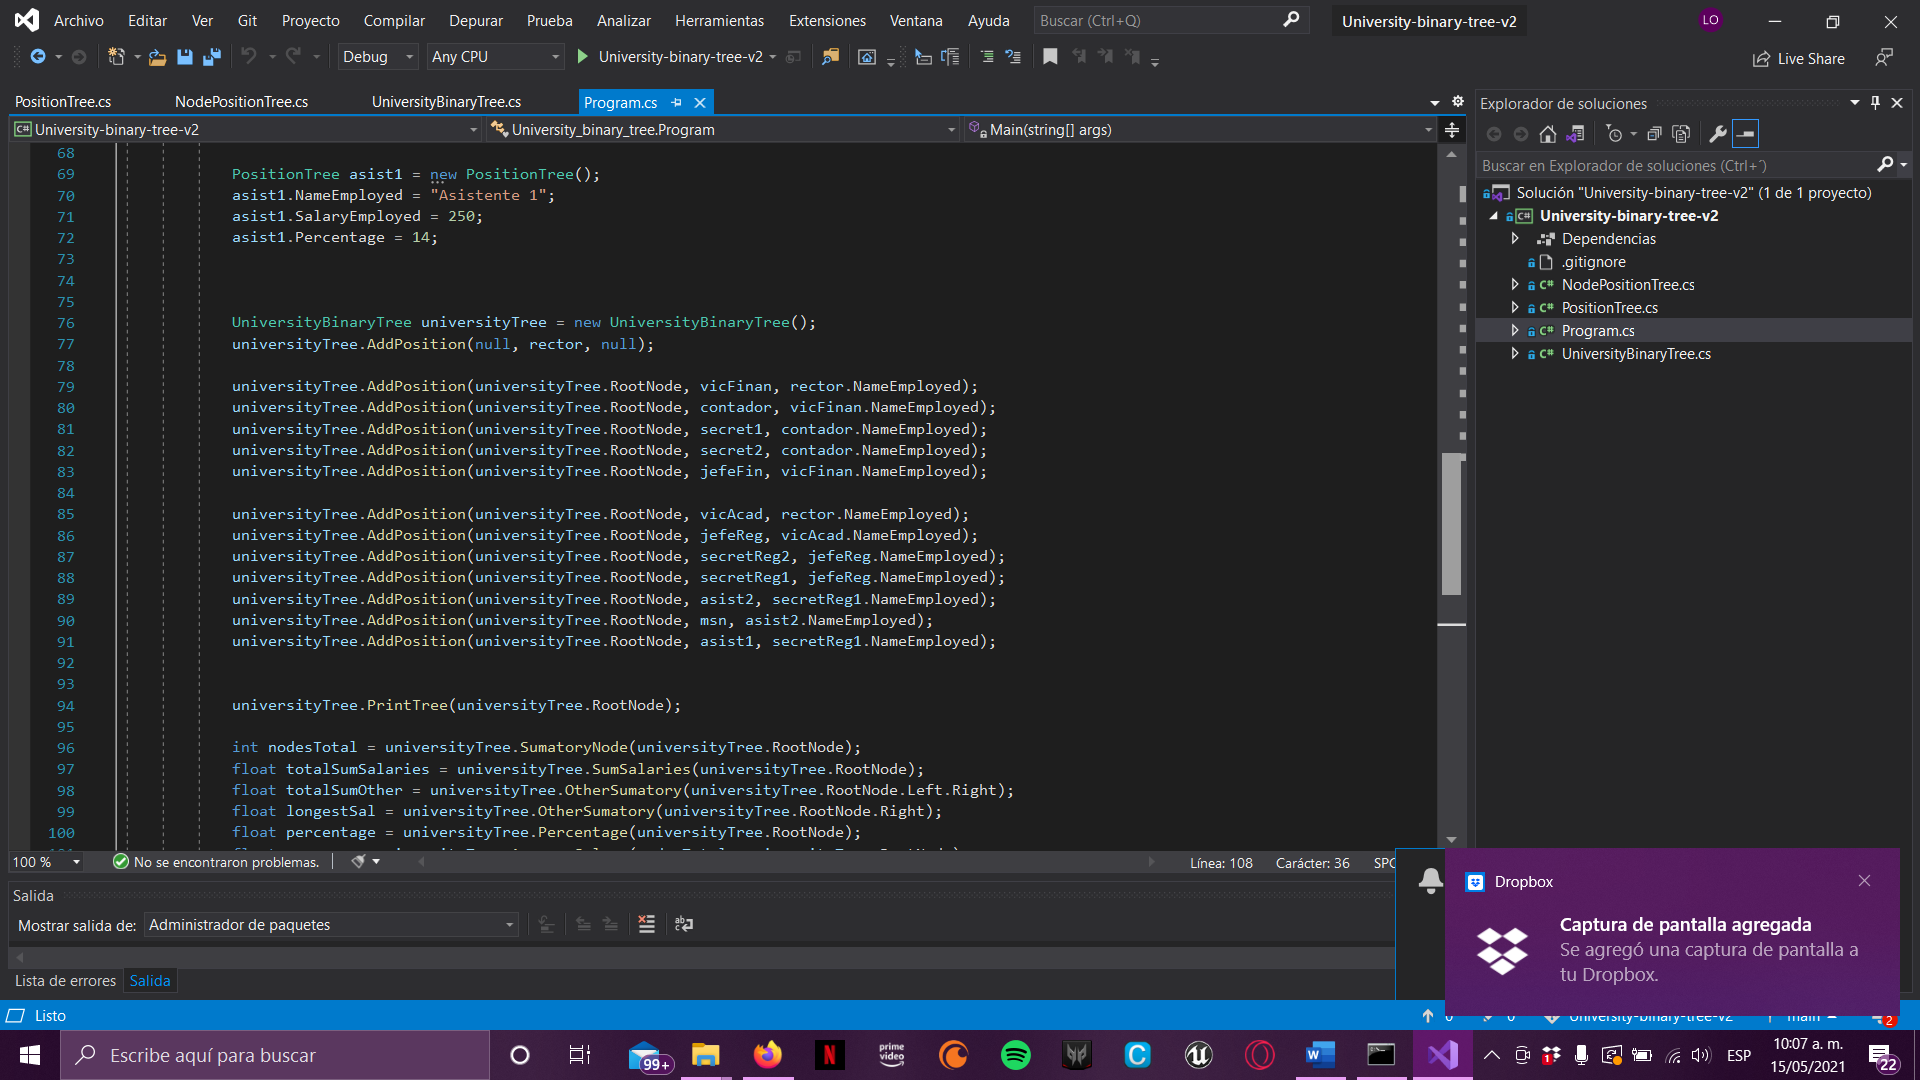 Archivo Editar Ver Git Proyecto Compilar Depurar Prueba Analizar Herramientas Extensiones Ventana Ayuda Buscar (Ctrl+Q) University-binary-tree-v2 LO
Debug Any CPU University-binary-tree-v2 Live Share
PositionTree.cs NodePositionTree.cs UniversityBinaryTree.cs Program.cs
University-binary-tree-v2 University_binary_tree.Program Main(string[] args)
68
69 PositionTree asist1 = new PositionTree();
70 asist1.NameEmployed = "Asistente 1";
71 asist1.SalaryEmployed = 250;
72 asist1.Percentage = 14;
73
74
75
76 UniversityBinaryTree universityTree = new UniversityBinaryTree();
77 universityTree.AddPosition(null, rector, null);
78
79 universityTree.AddPosition(universityTree.RootNode, vicFinan, rector.NameEmployed);
80 universityTree.AddPosition(universityTree.RootNode, contador, vicFinan.NameEmployed);
81 universityTree.AddPosition(universityTree.RootNode, secret1, contador.NameEmployed);
82 universityTree.AddPosition(universityTree.RootNode, secret2, contador.NameEmployed);
83 universityTree.AddPosition(universityTree.RootNode, jefeFin, vicFinan.NameEmployed);
84
85 universityTree.AddPosition(universityTree.RootNode, vicAcad, rector.NameEmployed);
86 universityTree.AddPosition(universityTree.RootNode, jefeReg, vicAcad.NameEmployed);
87 universityTree.AddPosition(universityTree.RootNode, secretReg2, jefeReg.NameEmployed);
88 universityTree.AddPosition(universityTree.RootNode, secretReg1, jefeReg.NameEmployed);
89 universityTree.AddPosition(universityTree.RootNode, asist2, secretReg1.NameEmployed);
90 universityTree.AddPosition(universityTree.RootNode, msn, asist2.NameEmployed);
91 universityTree.AddPosition(universityTree.RootNode, asist1, secretReg1.NameEmployed);
92
93
94 universityTree.PrintTree(universityTree.RootNode);
95
96 int nodesTotal = universityTree.SumatoryNode(universityTree.RootNode);
97 float totalSumSalaries = universityTree.SumSalaries(universityTree.RootNode);
98 float totalSumOther = universityTree.OtherSumatory(universityTree.RootNode.Left.Right);
99 float longestSal = universityTree.OtherSumatory(universityTree.RootNode.Right);
100 float percentage = universityTree.Percentage(universityTree.RootNode);
100 % No se encontraron problemas. Línea: 108 Carácter: 36 SPC
Explorador de soluciones
Buscar en Explorador de soluciones (Ctrl+´)
Solución "University-binary-tree-v2" (1 de 1 proyecto)
University-binary-tree-v2
Dependencias
.gitignore
NodePositionTree.cs
PositionTree.cs
Program.cs
UniversityBinaryTree.cs
Salida
Mostrar salida de: Administrador de paquetes
Lista de errores Salida
Dropbox
Captura de pantalla agregada
Se agregó una captura de pantalla a
tu Dropbox.
Listo 0 0 University-binary-tree-v2 main 2
Escribe aquí para buscar 99+ N prime video W 1 ESP 10:07 a. m.
15/05/2021 22